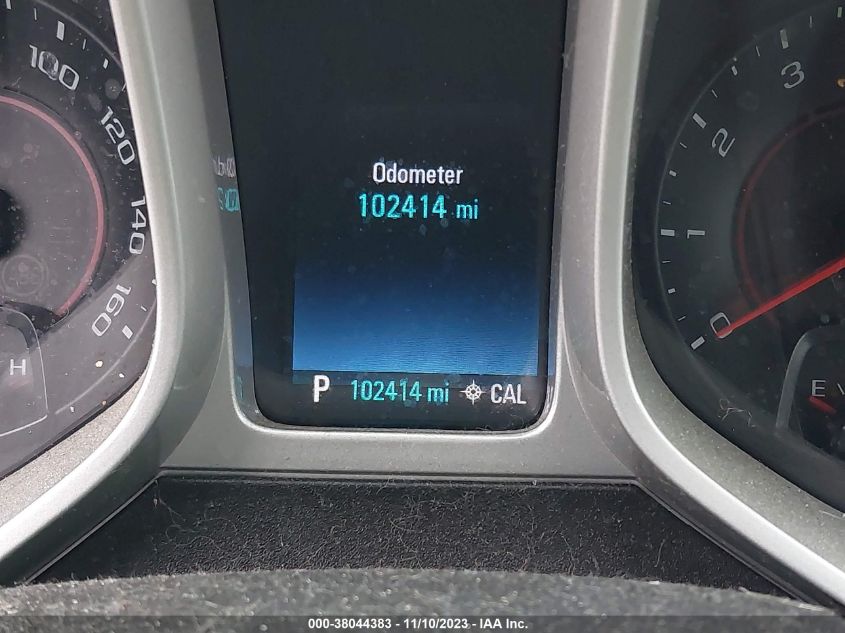 100
120
140
160
H
Odometer
102414 mi
P 102414 mi CAL
3
2
1
0
E
000-38044383 - 11/10/2023 - IAA Inc.